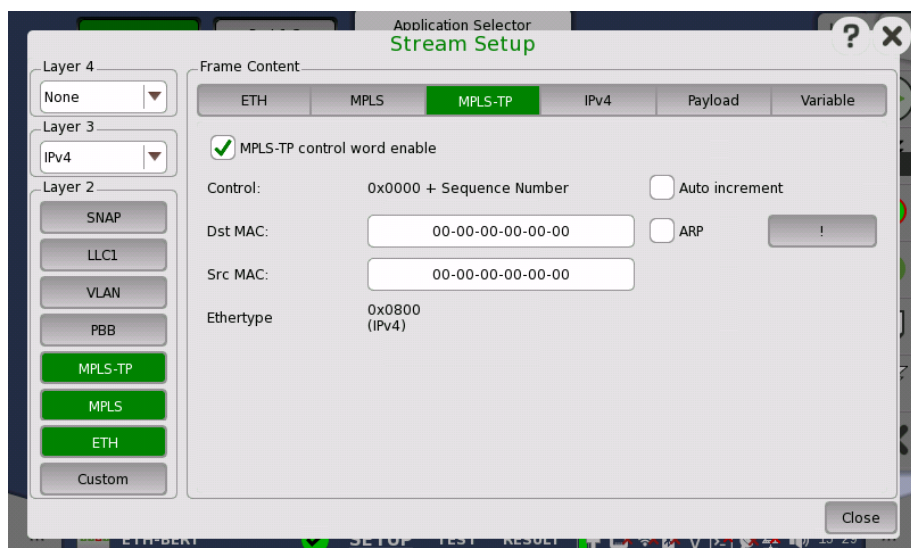 Application Selector
Stream Setup
?
Layer 4
None
Layer 3
IPv4
Layer 2
SNAP
LLC1
VLAN
PBB
MPLS-TP
MPLS
ETH
Custom
Frame Content
ETH MPLS MPLS-TP IPv4 Payload Variable
MPLS-TP control word enable
Control: 0x0000 + Sequence Number Auto increment
Dst MAC: 00-00-00-00-00-00 ARP !
Src MAC: 00-00-00-00-00-00
Ethertype 0x0800
(IPv4)
Close
ETH-BERT SETUP TEST RESULT